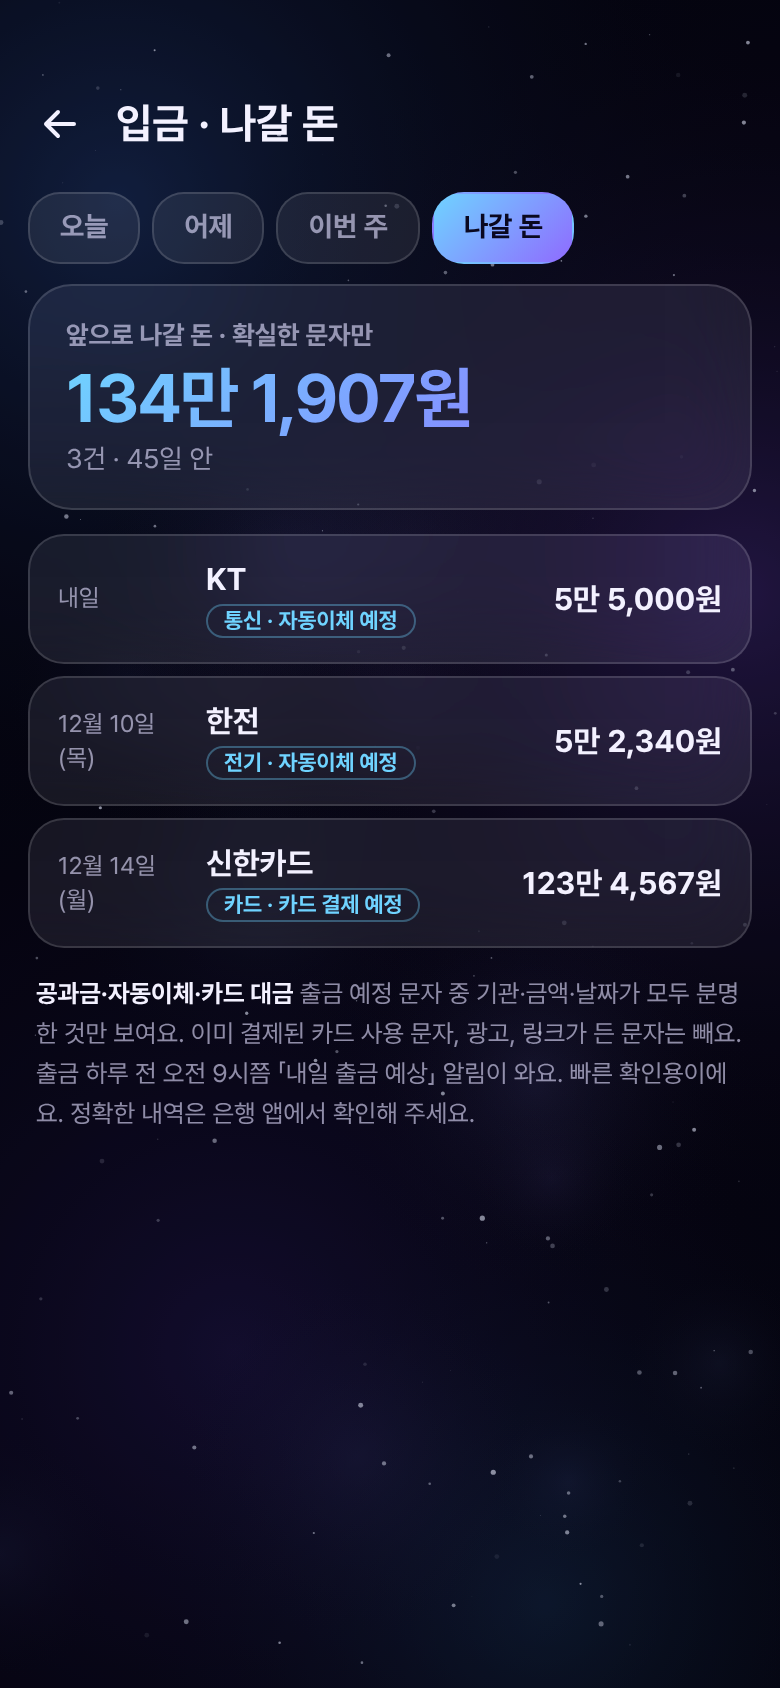 입금 · 나갈 돈
오늘
어제
이번 주
나갈 돈
앞으로 나갈 돈 · 확실한 문자만
134만 1,907원
3건 · 45일 안
내일
KT
통신 · 자동이체 예정
5만 5,000원
12월 10일
(목)
한전
전기 · 자동이체 예정
5만 2,340원
12월 14일
(월)
신한카드
카드 · 카드 결제 예정
123만 4,567원
공과금·자동이체·카드 대금 출금 예정 문자 중 기관·금액·날짜가 모두 분명
한 것만 보여요. 이미 결제된 카드 사용 문자, 광고, 링크가 든 문자는 빼요.
출금 하루 전 오전 9시쯤 「내일 출금 예상」 알림이 와요. 빠른 확인용이에
요. 정확한 내역은 은행 앱에서 확인해 주세요.